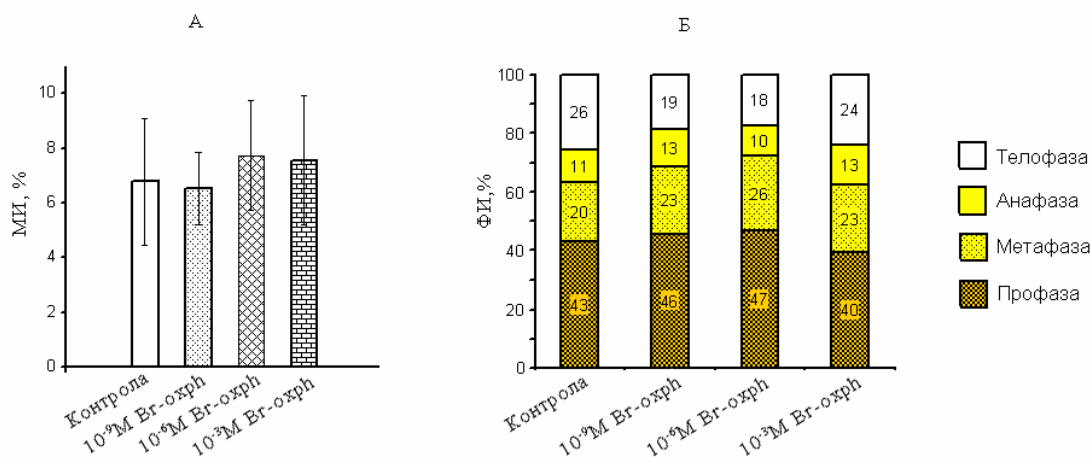 А
МИ, %
10
8
6
4
2
0
Контрола
10⁻⁹M Br-oxph
10⁻⁶M Br-oxph
10⁻³M Br-oxph
Б
ФИ,%
100
80
60
40
20
0
26
11
20
43
19
13
23
46
18
10
26
47
24
13
23
40
Контрола
10⁻⁹M Br-oxph
10⁻⁶M Br-oxph
10⁻³M Br-oxph
Телофаза
Анафаза
Метафаза
Профаза